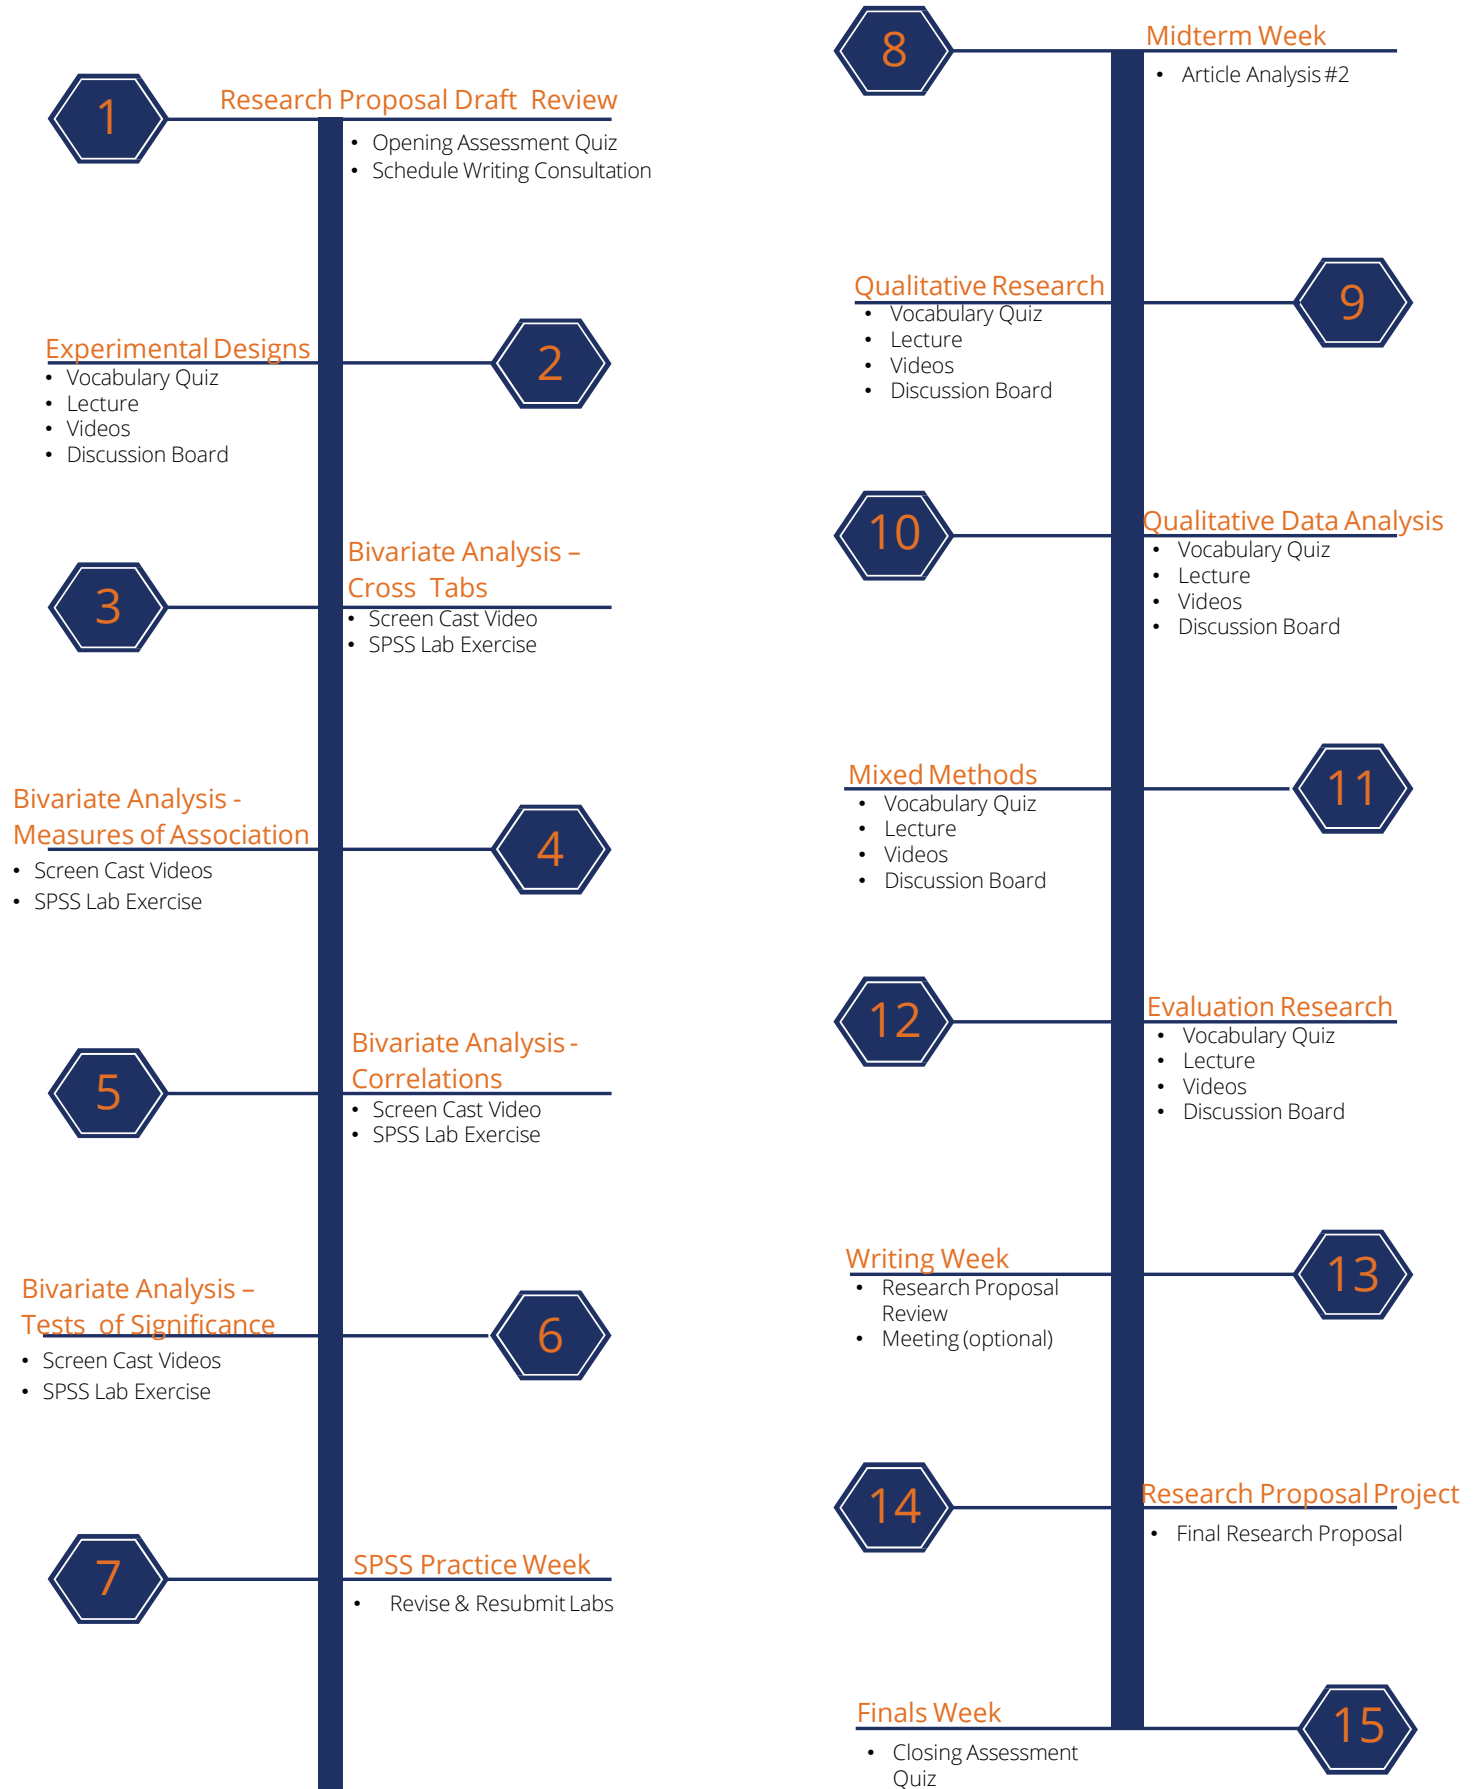 1
Research Proposal Draft Review
• Opening Assessment Quiz
• Schedule Writing Consultation
2
Experimental Designs
• Vocabulary Quiz
• Lecture
• Videos
• Discussion Board
3
Bivariate Analysis –
Cross Tabs
• Screen Cast Video
• SPSS Lab Exercise
4
Bivariate Analysis -
Measures of Association
• Screen Cast Videos
• SPSS Lab Exercise
5
Bivariate Analysis -
Correlations
• Screen Cast Video
• SPSS Lab Exercise
6
Bivariate Analysis –
Tests of Significance
• Screen Cast Videos
• SPSS Lab Exercise
7
SPSS Practice Week
• Revise & Resubmit Labs
8
Midterm Week
• Article Analysis #2
9
Qualitative Research
• Vocabulary Quiz
• Lecture
• Videos
• Discussion Board
10
Qualitative Data Analysis
• Vocabulary Quiz
• Lecture
• Videos
• Discussion Board
11
Mixed Methods
• Vocabulary Quiz
• Lecture
• Videos
• Discussion Board
12
Evaluation Research
• Vocabulary Quiz
• Lecture
• Videos
• Discussion Board
13
Writing Week
• Research Proposal
Review
• Meeting (optional)
14
Research Proposal Project
• Final Research Proposal
15
Finals Week
• Closing Assessment
Quiz